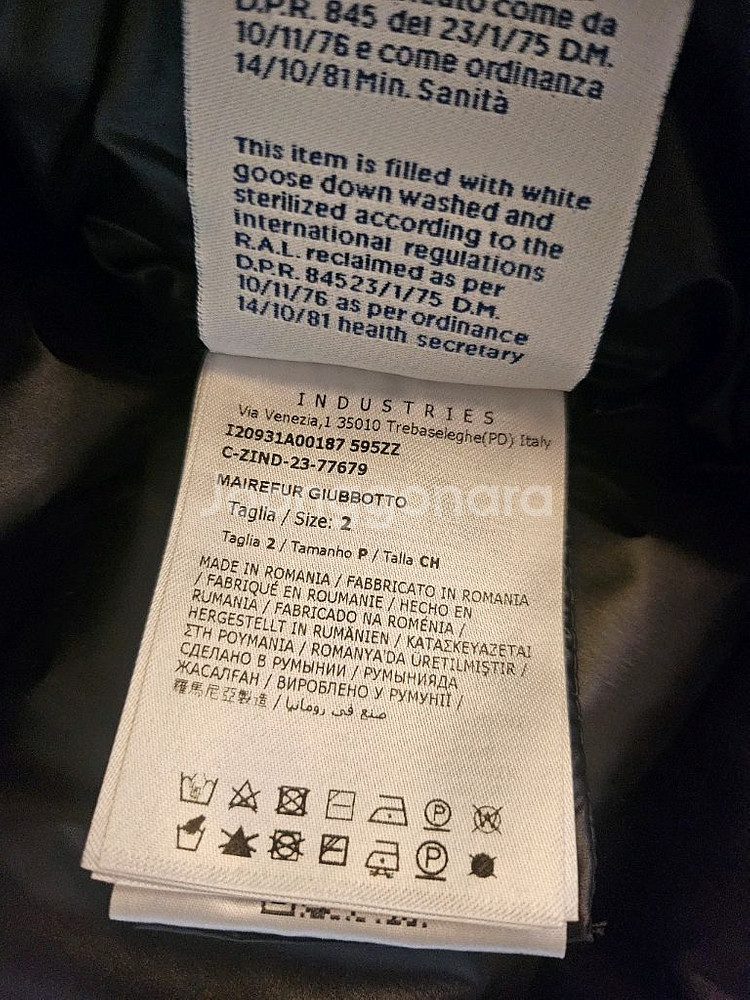 come da
D.P.R. 845 del 23/1/75 D.M.
10/11/76 e come ordinanza
14/10/81 Min. Sanità
This item is filled with white
goose down washed and
sterilized according to the
international regulations
R.A.L. reclaimed as per
D.P.R. 84523/1/75 D.M.
10/11/76 as per ordinance
14/10/81 health secretary
INDUSTRIES
Via Venezia,1 35010 Trebaseleghe(PD) Italy
I20931A00187 595ZZ
C-ZIND-23-77679
MAIREFUR GIUBBOTTO
Taglia / Size: 2
Taglia 2 / Tamanho P / Talla CH
MADE IN ROMANIA / FABBRICATO IN ROMANIA
/ FABRIQUÉ EN ROUMANIE / HECHO EN
RUMANIA / FABRICADO NA ROMÉNIA /
HERGESTELLT IN RUMÄNIEN / ΚΑΤΑΣΚΕΥΑΖΕΤΑΙ
ΣΤΗ ΡΟΥΜΑΝΙΑ / ROMANYA'DA ÜRETILMIŞTIR /
СДЕЛАНО В РУМЫНИИ / РУМЫНИЯДА
ЖАСАЛҒАН / ВИРОБЛЕНО У РУМУНІЇ /
羅馬尼亞製造 / صنع في رومانيا
P W
P